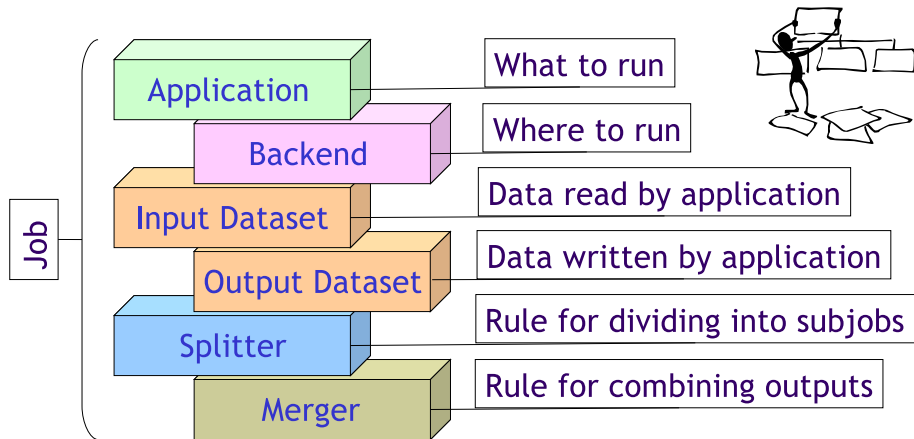 Job
Application
What to run
Backend
Where to run
Input Dataset
Data read by application
Output Dataset
Data written by application
Splitter
Rule for dividing into subjobs
Merger
Rule for combining outputs